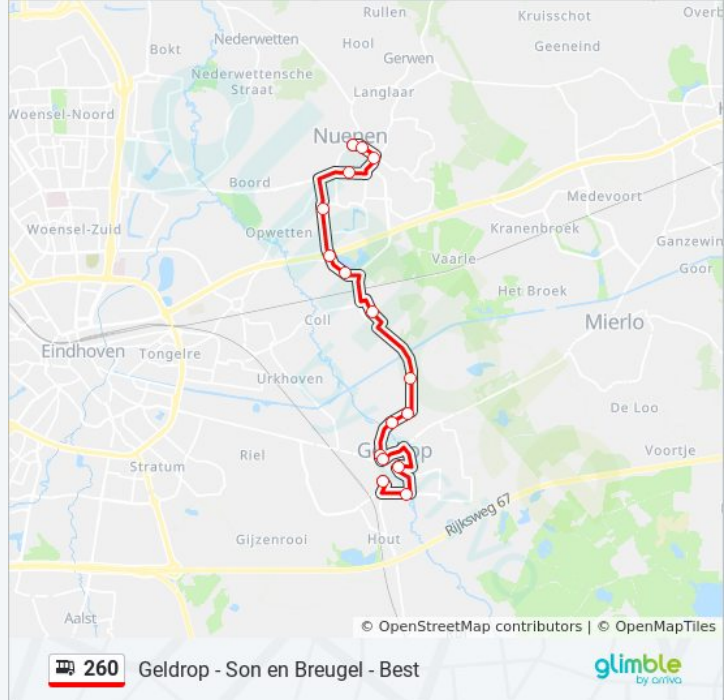 Rullen
Kruisschot
Overb
Bokt
Nederwetten
Hool
Geeneind
Gerwen
Nederwettensche
Straat
Langlaar
Woensel-Noord
Nuenen
Boord
Medevoort
Woensel-Zuid
Opwetten
Kranenbroek
Ganzewin
Vaarle
Goor
Het Broek
Coll
Mierlo
Eindhoven
Tongelre
Urkhoven
De Loo
Riel
Voortje
Stratum
Rijksweg 67
Gijzenrooi
Hout
Aalst
© OpenStreetMap contributors | © OpenMapTiles
260 Geldrop - Son en Breugel - Best
glimble
by arriva